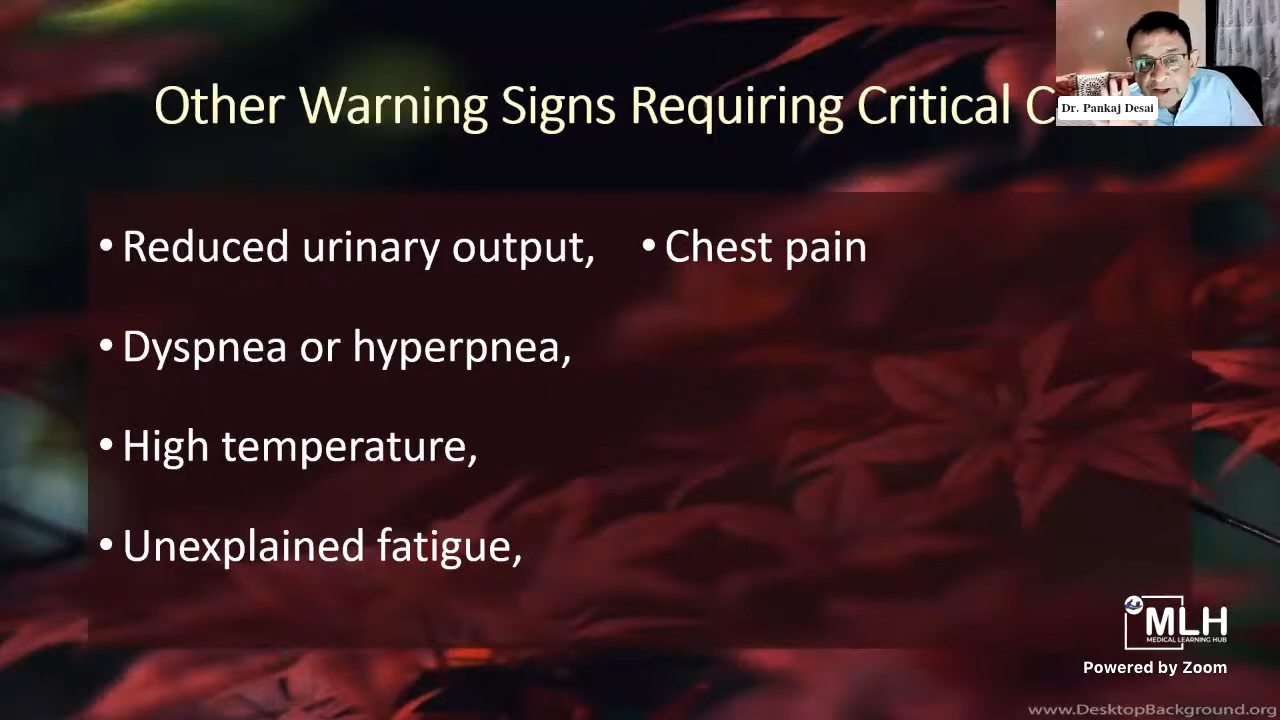 Other Warning Signs Requiring Critical C
Dr. Pankaj Desai
• Reduced urinary output,
• Dyspnea or hyperpnea,
• High temperature,
• Unexplained fatigue,
• Chest pain
MLH
MEDICAL LEARNING HUB
Powered by Zoom
www.DesktopBackground.org